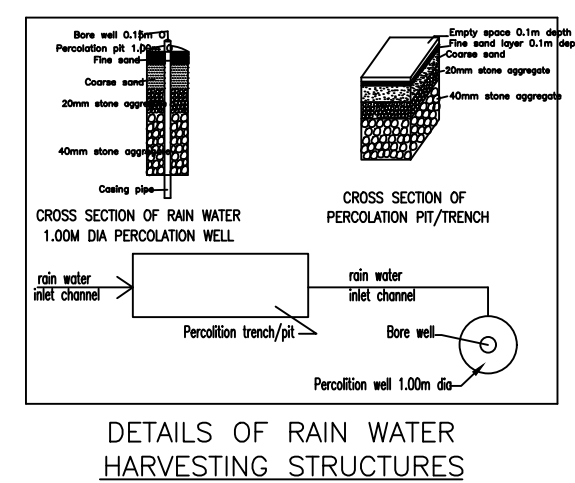 Bore well 0.15m O
Percolation pit 1.00m O
Fine sand
Coarse sand
20mm stone aggreg
40mm stone aggregate
Casing pipe
CROSS SECTION OF RAIN WATER
1.00M DIA PERCOLATION WELL
Empty space 0.1m depth
Fine sand layer 0.1m dep
Coarse sand
20mm stone aggregate
40mm stone aggregate
CROSS SECTION OF
PERCOLATION PIT/TRENCH
rain water
inlet channel
Percolition trench/pit
rain water
inlet channel
Bore well
Percolition well 1.00m dia
DETAILS OF RAIN WATER
HARVESTING STRUCTURES